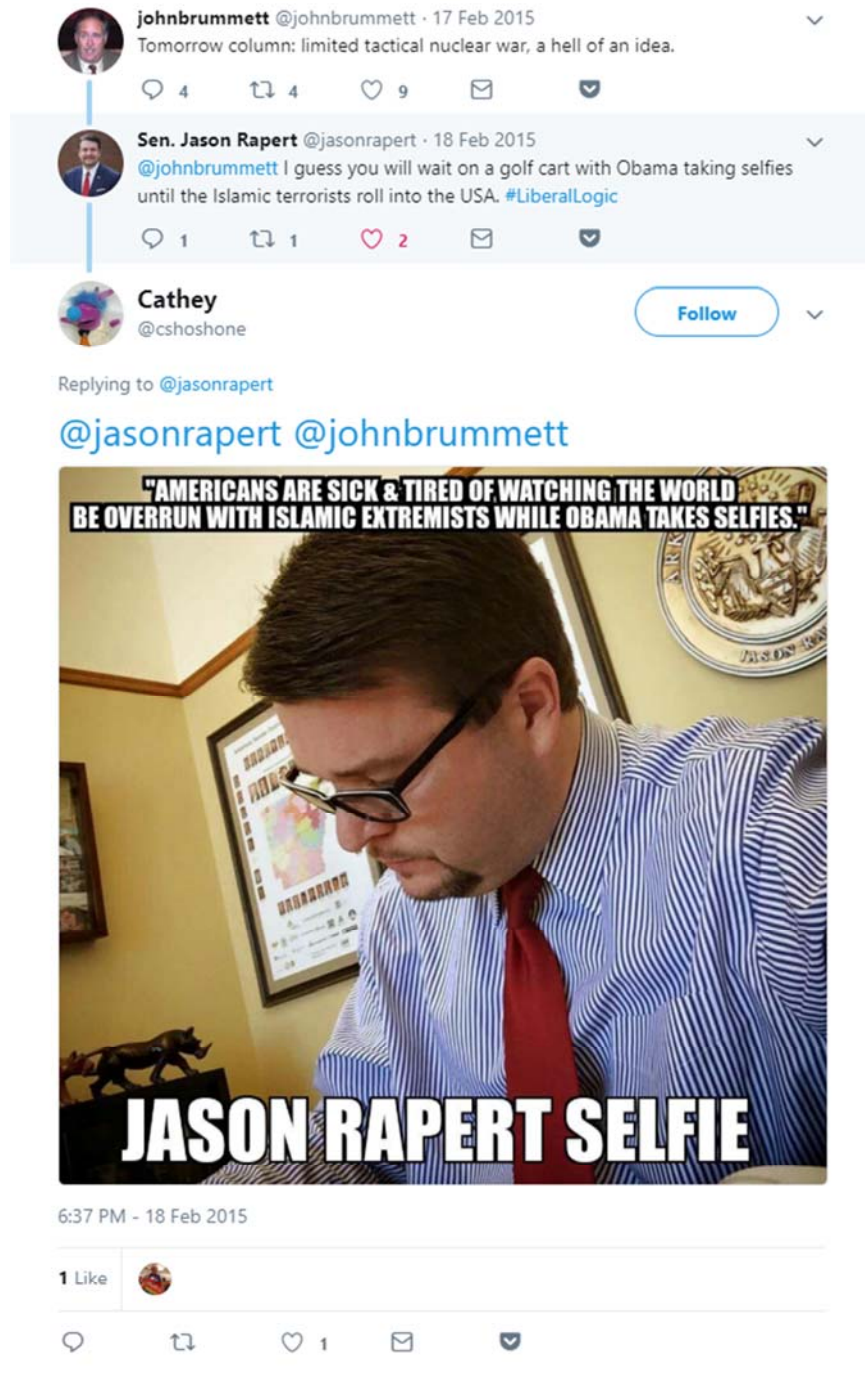 johnbrummett @johnbrummett · 17 Feb 2015
Tomorrow column: limited tactical nuclear war, a hell of an idea.
4 4 9
Sen. Jason Rapert @jasonrapert · 18 Feb 2015
@johnbrummett I guess you will wait on a golf cart with Obama taking selfies
until the Islamic terrorists roll into the USA. #LiberalLogic
1 1 2
Cathey
@cshoshone
Follow
Replying to @jasonrapert
@jasonrapert @johnbrummett
"AMERICANS ARE SICK & TIRED OF WATCHING THE WORLD
BE OVERRUN WITH ISLAMIC EXTREMISTS WHILE OBAMA TAKES SELFIES."
ARK
JASON RA
JASON RAPERT SELFIE
6:37 PM - 18 Feb 2015
1 Like
1